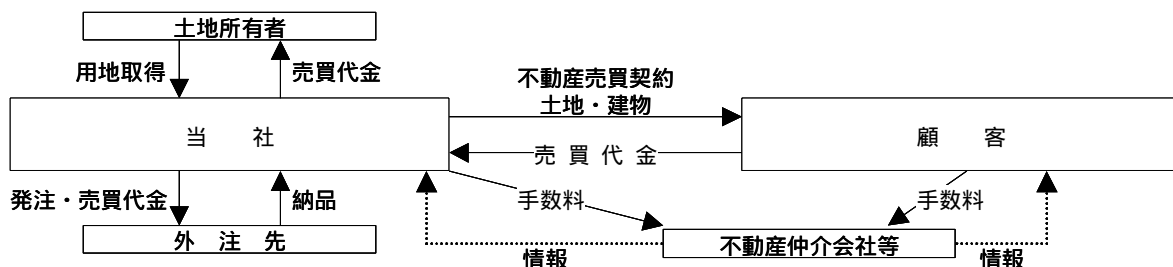 土地所有者
用地取得
売買代金
不動産売買契約
土地・建物
当　社
顧　客
売 買 代 金
発注・売買代金
納品
手数料
手数料
外　注　先
不動産仲介会社等
情報
情報